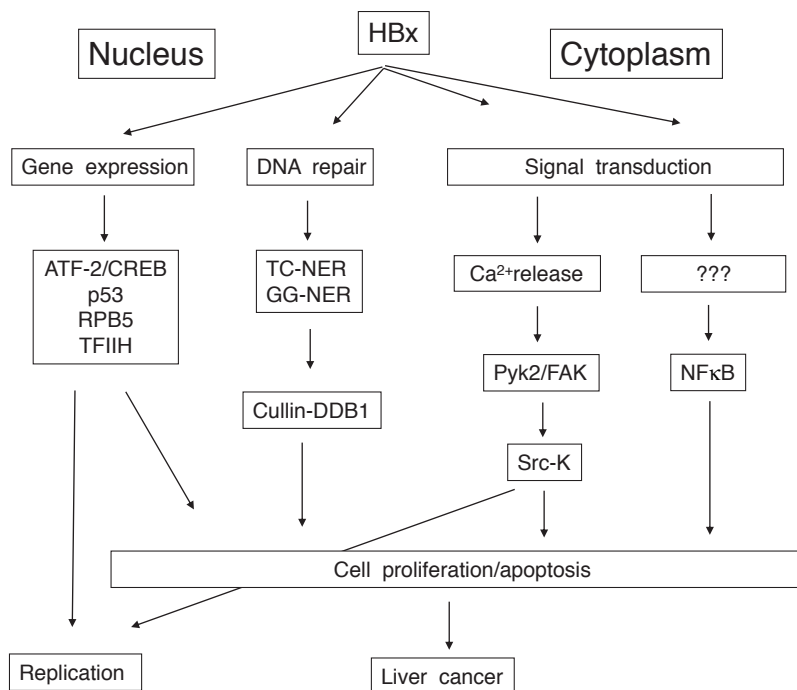 HBx
Nucleus
Cytoplasm
Gene expression
DNA repair
Signal transduction
ATF-2/CREB
p53
RPB5
TFIIH
TC-NER
GG-NER
Ca²⁺release
???
Cullin-DDB1
Pyk2/FAK
NFκB
Src-K
Cell proliferation/apoptosis
Replication
Liver cancer